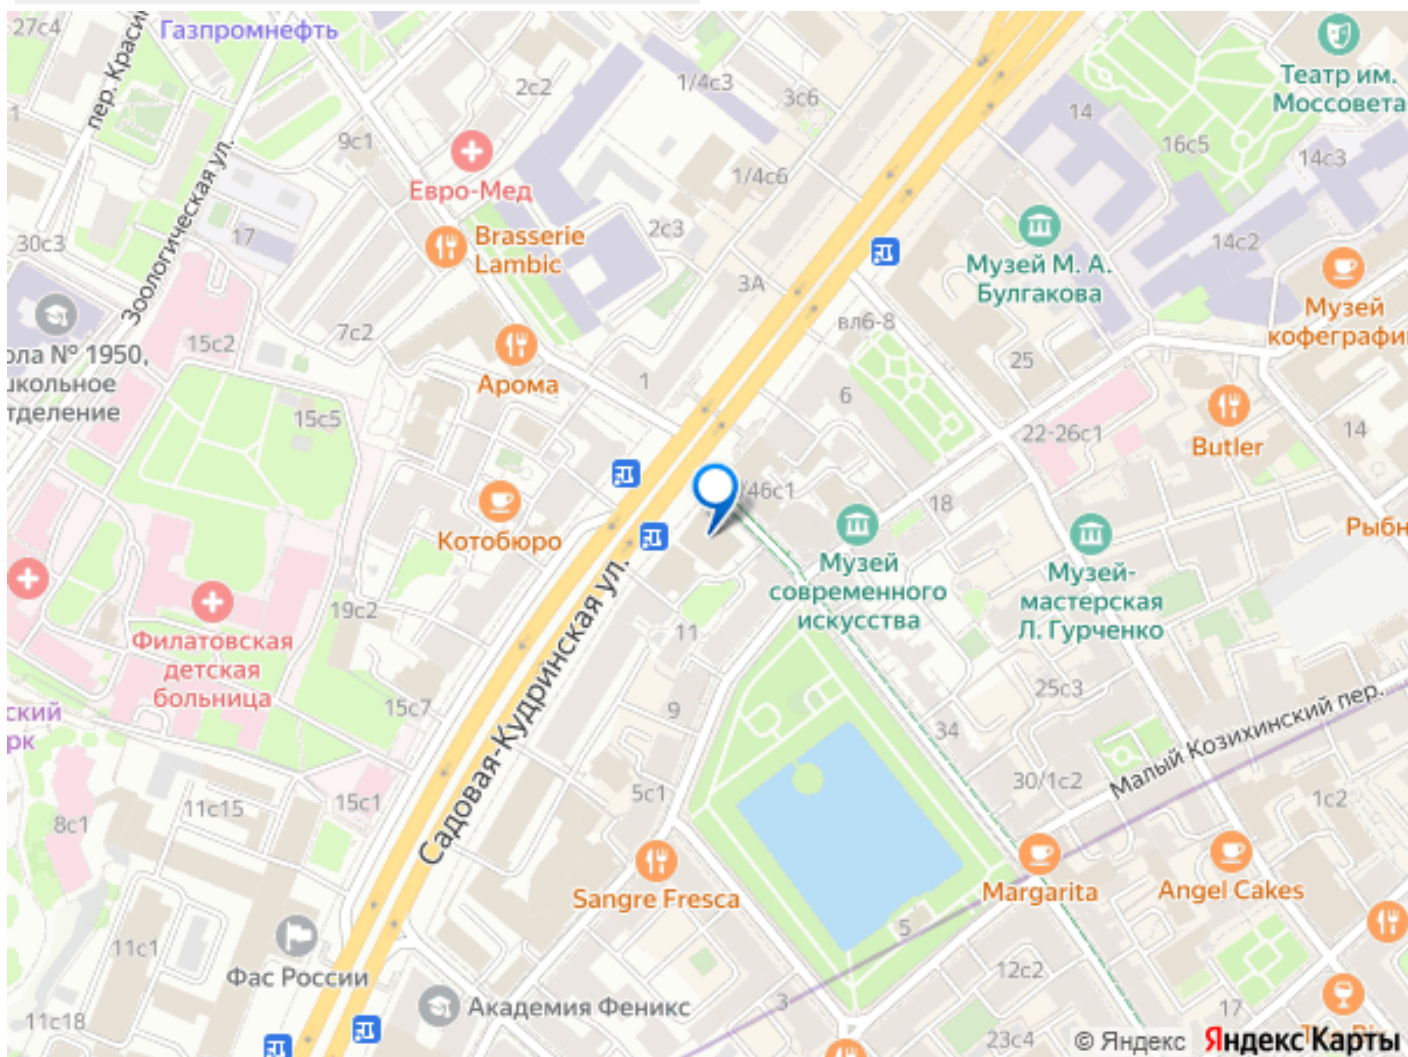 27с4
Газпромнефть
пер. Краси
1
Зоологическая ул.
2с2
1/4с3
3с6
9с1
Евро-Мед
1/4с6
Театр им.
Моссовета
14
16с5
14с3
30с3
17
Brasserie
Lambic
2с3
3А
Музей М. А.
Булгакова
14с2
Музей
кофеграфи
ола № 1950,
школьное
тделение
15с2
7с2
Арома
1
вл6-8
25
6
15с5
22-26с1
Butler
14
Котобюро
/46с1
18
Музей
современного
искусства
Музей-
мастерская
Л. Гурченко
Рыбн
Филатовская
детская
больница
19с2
Садовая-Кудринская ул.
11
9
25с3
34
ский
рк
15с7
Малый Козихинский пер.
30/1с2
1с2
11с15
15с1
8с1
5с1
Sangre Fresca
Margarita
Angel Cakes
5
11с1
Фас России
12с2
Академия Феникс
3
17
11с18
23с4
© Яндекс
Яндекс Карты